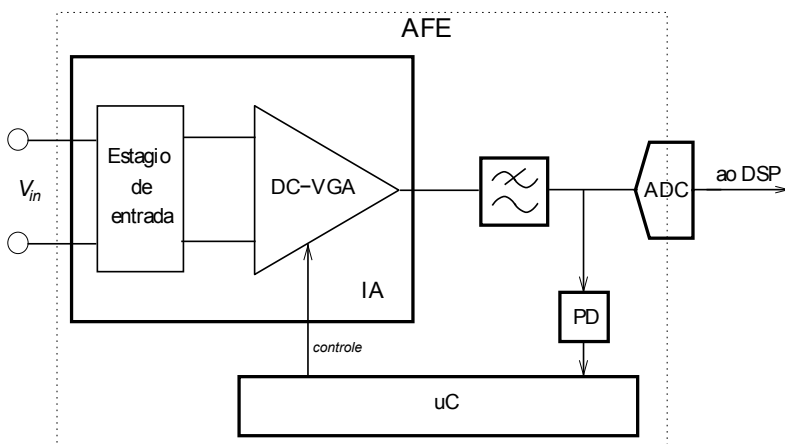 AFE
Estagio
de
entrada
V_in
DC−VGA
IA
ADC
ao DSP
PD
controle
uC